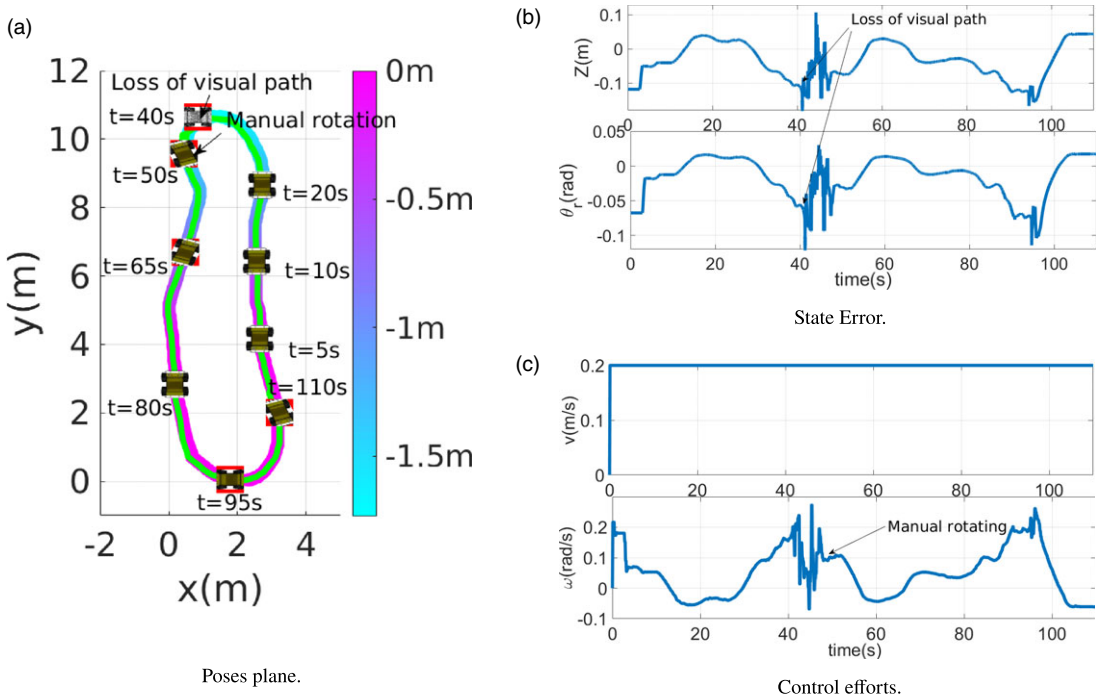 (a)
12
10
8
6
4
2
0
-2 0 2 4
x(m)
y(m)
Loss of visual path
t=40s
Manual rotation
t=50s
t=20s
t=65s
t=10s
t=5s
t=110s
t=80s
t=95s
0m
-0.5m
-1m
-1.5m
Poses plane.
(b)
Loss of visual path
0.1
0
-0.1
Z(m)
0 20 40 60 80 100
0.05
0
-0.05
-0.1
θr(rad)
0 20 40 60 80 100
time(s)
State Error.
(c)
0.2
0.1
0
v(m/s)
0 20 40 60 80 100
Manual rotating
0.2
0.1
0
-0.1
ω(rad/s)
0 20 40 60 80 100
time(s)
Control efforts.